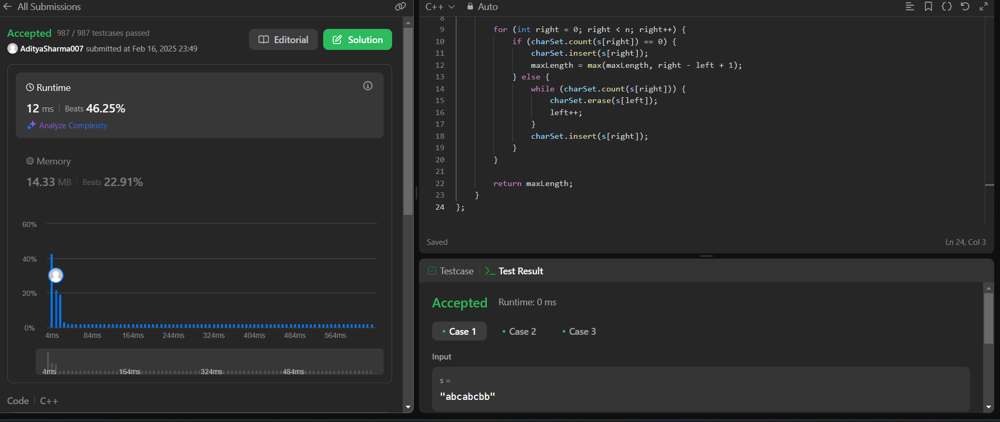 All Submissions
Accepted 987 / 987 testcases passed
AdityaSharma007 submitted at Feb 16, 2025 23:49
Editorial
Solution
Runtime
12 ms | Beats 46.25%
Analyze Complexity
Memory
14.33 MB | Beats 22.91%
60%
40%
20%
0%
4ms 84ms 164ms 244ms 324ms 404ms 484ms 564ms
4ms 164ms 324ms 484ms
Code | C++
C++ Auto
8
9 for (int right = 0; right < n; right++) {
10 if (charSet.count(s[right]) == 0) {
11 charSet.insert(s[right]);
12 maxLength = max(maxLength, right - left + 1);
13 } else {
14 while (charSet.count(s[right])) {
15 charSet.erase(s[left]);
16 left++;
17 }
18 charSet.insert(s[right]);
19 }
20 }
21
22 return maxLength;
23 }
24 };
Saved
Ln 24, Col 3
Testcase | >_ Test Result
Accepted Runtime: 0 ms
• Case 1 • Case 2 • Case 3
Input
s =
"abcabcbb"